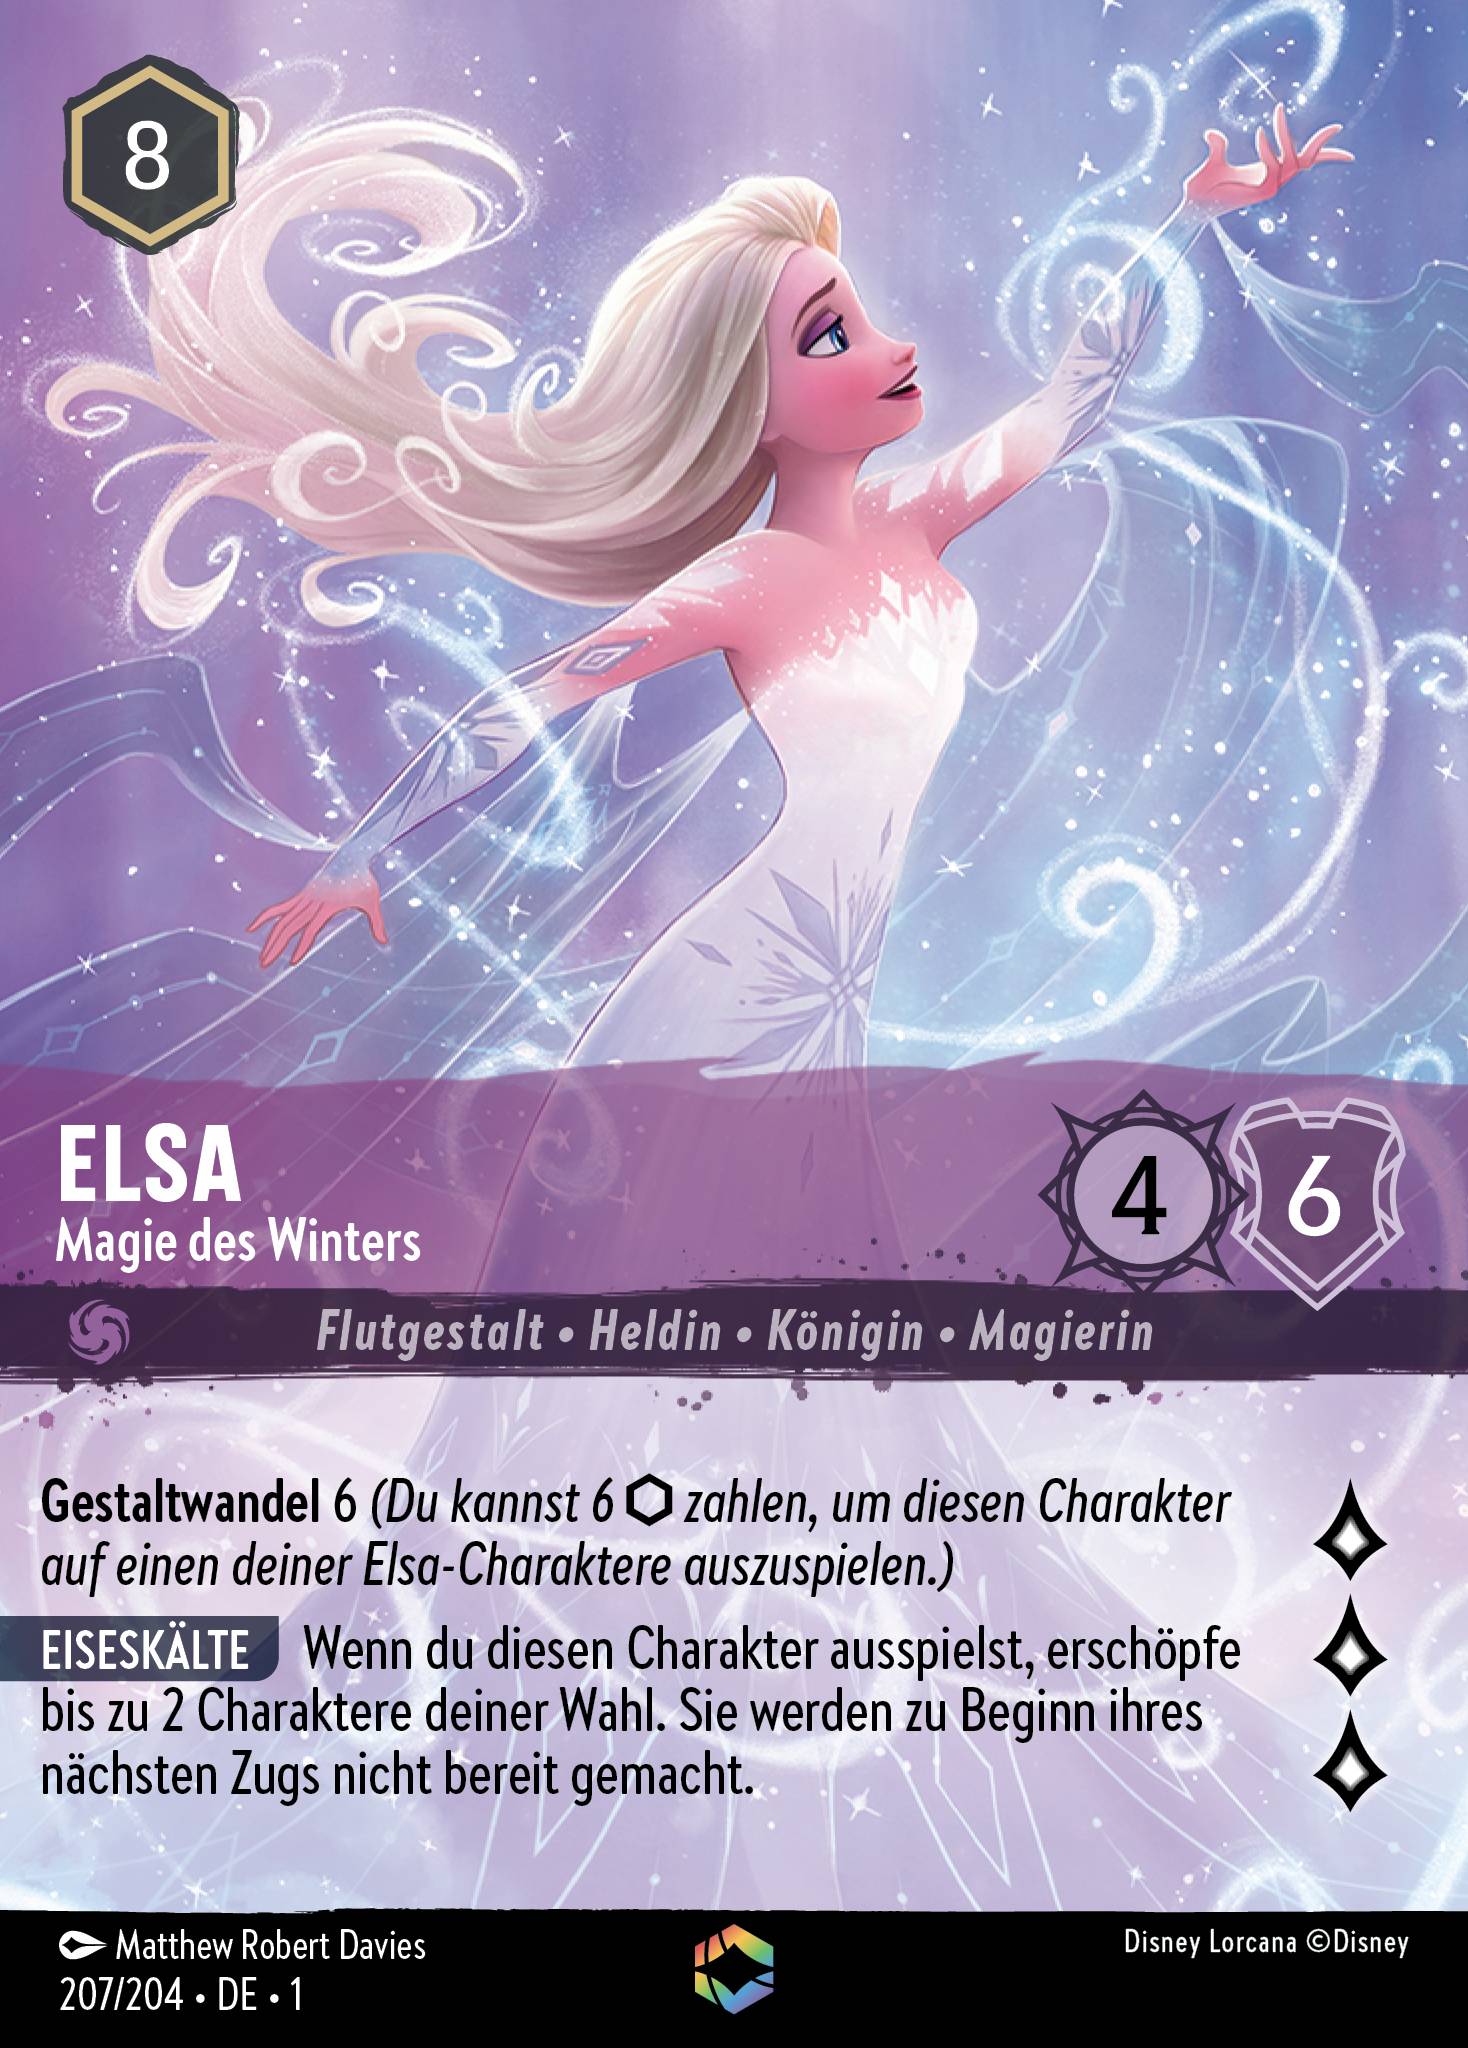 8
ELSA
Magie des Winters
4
6
Flutgestalt • Heldin • Königin • Magierin
Gestaltwandel 6 (Du kannst 6 ⬡ zahlen, um diesen Charakter
auf einen deiner Elsa-Charaktere auszuspielen.)
EISESKÄLTE Wenn du diesen Charakter ausspielst, erschöpfe
bis zu 2 Charaktere deiner Wahl. Sie werden zu Beginn ihres
nächsten Zugs nicht bereit gemacht.
Matthew Robert Davies
Disney Lorcana ©Disney
207/204 • DE • 1